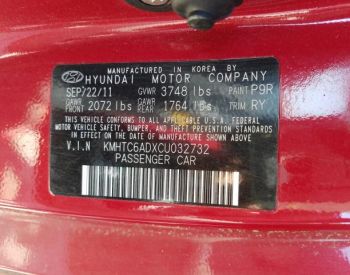 MANUFACTURED IN KOREA BY
HYUNDAI MOTOR COMPANY
SEP/22/11 GVWR 3748 lbs PAINT P9R
GAWR FRONT 2072 lbs GAWR REAR 1764 lbs TRIM RY
THIS VEHICLE CONFORMS TO ALL APPLICABLE U.S.A FEDERAL
MOTOR VEHICLE SAFETY, BUMPER, AND THEFT PREVENTION
STANDARDS IN EFFECT ON THE DATE OF MANUFACTURE SHOWN ABOVE.
V.I.N KMHTC6ADXCU032732
PASSENGER CAR